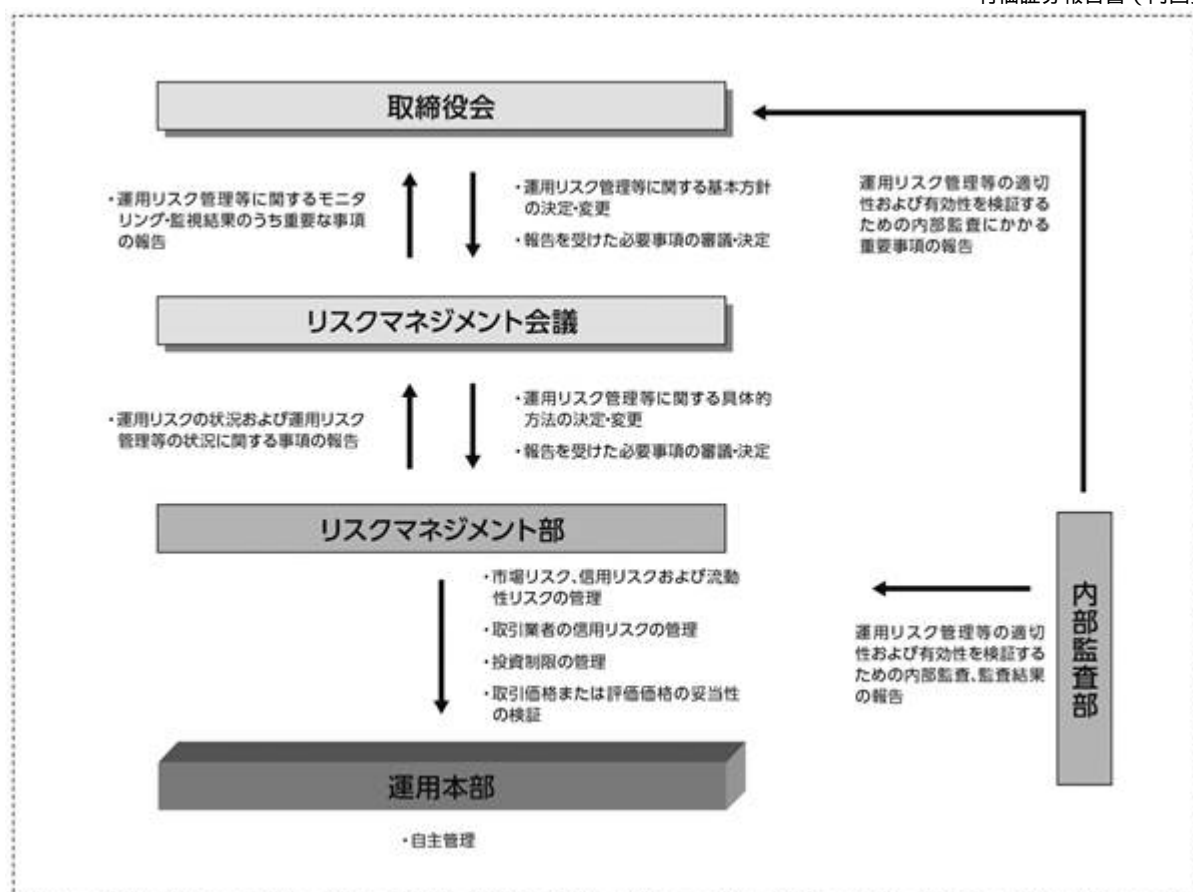 取締役会
・運用リスク管理等に関するモニタ
リング・監視結果のうち重要な事項
の報告
・運用リスク管理等に関する基本方針
の決定・変更
・報告を受けた必要事項の審議・決定
運用リスク管理等の適切
性および有効性を検証する
ための内部監査にかかる
重要事項の報告
リスクマネジメント会議
・運用リスクの状況および運用リスク
管理等の状況に関する事項の報告
・運用リスク管理等に関する具体的
方法の決定・変更
・報告を受けた必要事項の審議・決定
リスクマネジメント部
・市場リスク、信用リスクおよび流動
性リスクの管理
・取引業者の信用リスクの管理
・投資制限の管理
・取引価格または評価価格の妥当性
の検証
運用リスク管理等の適切
性および有効性を検証する
ための内部監査、監査結果
の報告
内部監査部
運用本部
・自主管理